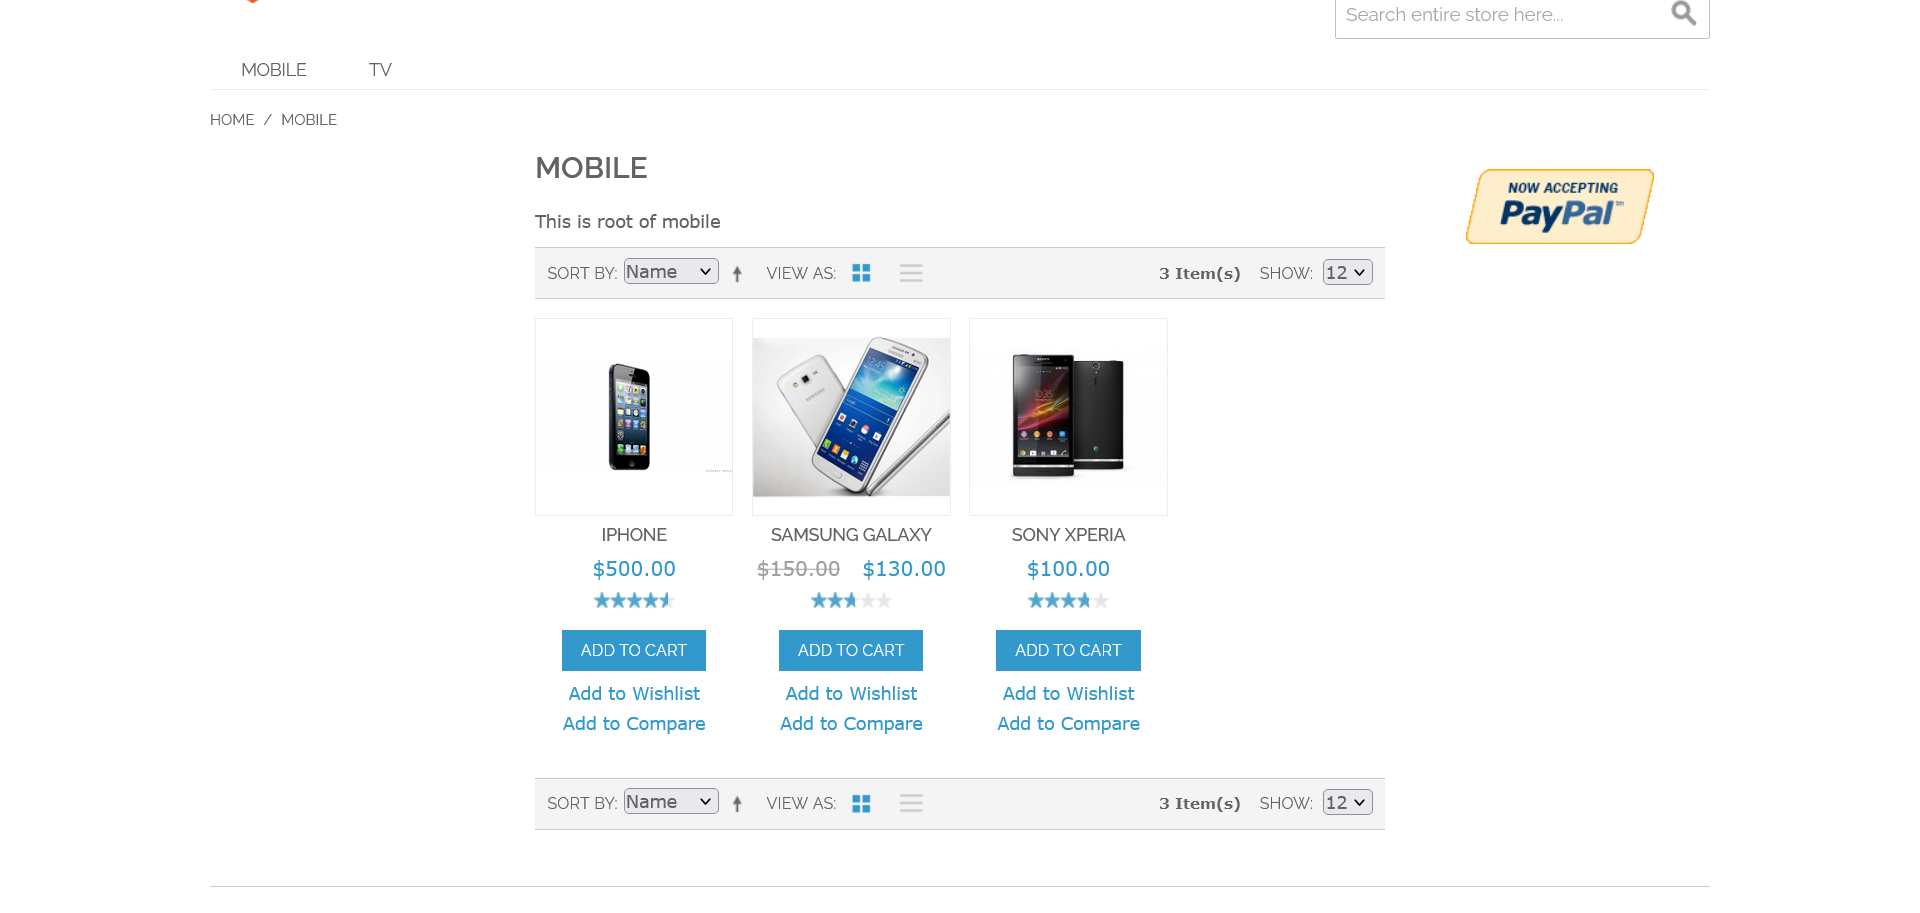 Search entire store here...
MOBILE TV
HOME / MOBILE
MOBILE
NOW ACCEPTING
PayPal™
This is root of mobile
SORT BY: Name VIEW AS: 3 Item(s) SHOW: 12
IPHONE SAMSUNG GALAXY SONY XPERIA
$500.00 $150.00 $130.00 $100.00
ADD TO CART ADD TO CART ADD TO CART
Add to Wishlist Add to Wishlist Add to Wishlist
Add to Compare Add to Compare Add to Compare
SORT BY: Name VIEW AS: 3 Item(s) SHOW: 12